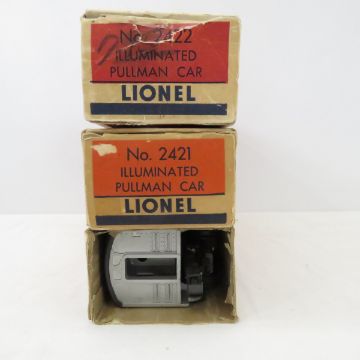 No. 2422
ILLUMINATED
PULLMAN CAR
LIONEL
No. 2421
ILLUMINATED
PULLMAN CAR
LIONEL